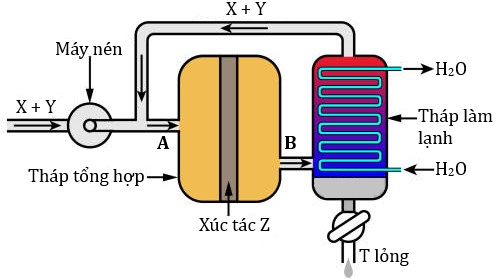 X + Y
Máy nén
X + Y
H₂O
Tháp làm
lạnh
A
B
H₂O
Tháp tổng hợp
Xúc tác Z
T lỏng